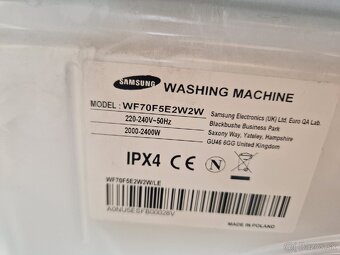 SAMSUNG WASHING MACHINE
MODEL: WF70F5E2W2W
220-240V~50Hz
2000-2400W
Samsung Electronics (UK) Ltd, Euro QA Lab.
Blackbushe Business Park
Saxony Way, Yateley, Hampshire
GU46 6GG United Kingdom
IPX4 CE
WF70F5E2W2W/LE
MADE IN POLAND